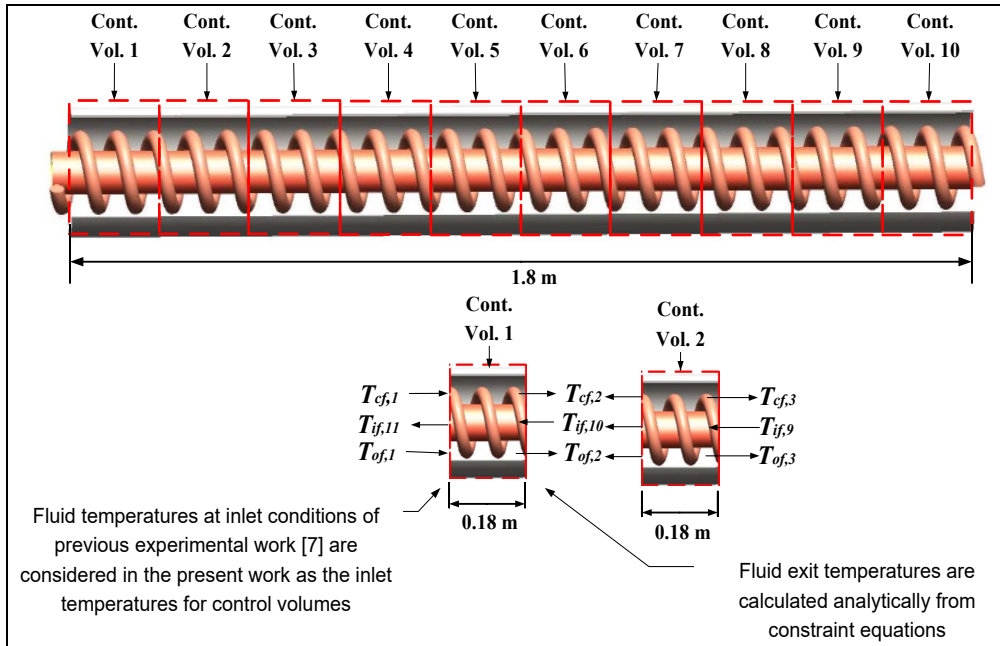 Cont. Cont. Cont. Cont. Cont. Cont. Cont. Cont. Cont. Cont.
Vol. 1 Vol. 2 Vol. 3 Vol. 4 Vol. 5 Vol. 6 Vol. 7 Vol. 8 Vol. 9 Vol. 10
1.8 m
Cont.
Vol. 1
Cont.
Vol. 2
Tcf,1 Tcf,2 Tcf,3
Tif,11 Tif,10 Tif,9
Tof,1 Tof,2 Tof,3
0.18 m 0.18 m
Fluid temperatures at inlet conditions of
previous experimental work [7] are
considered in the present work as the inlet
temperatures for control volumes
Fluid exit temperatures are
calculated analytically from
constraint equations